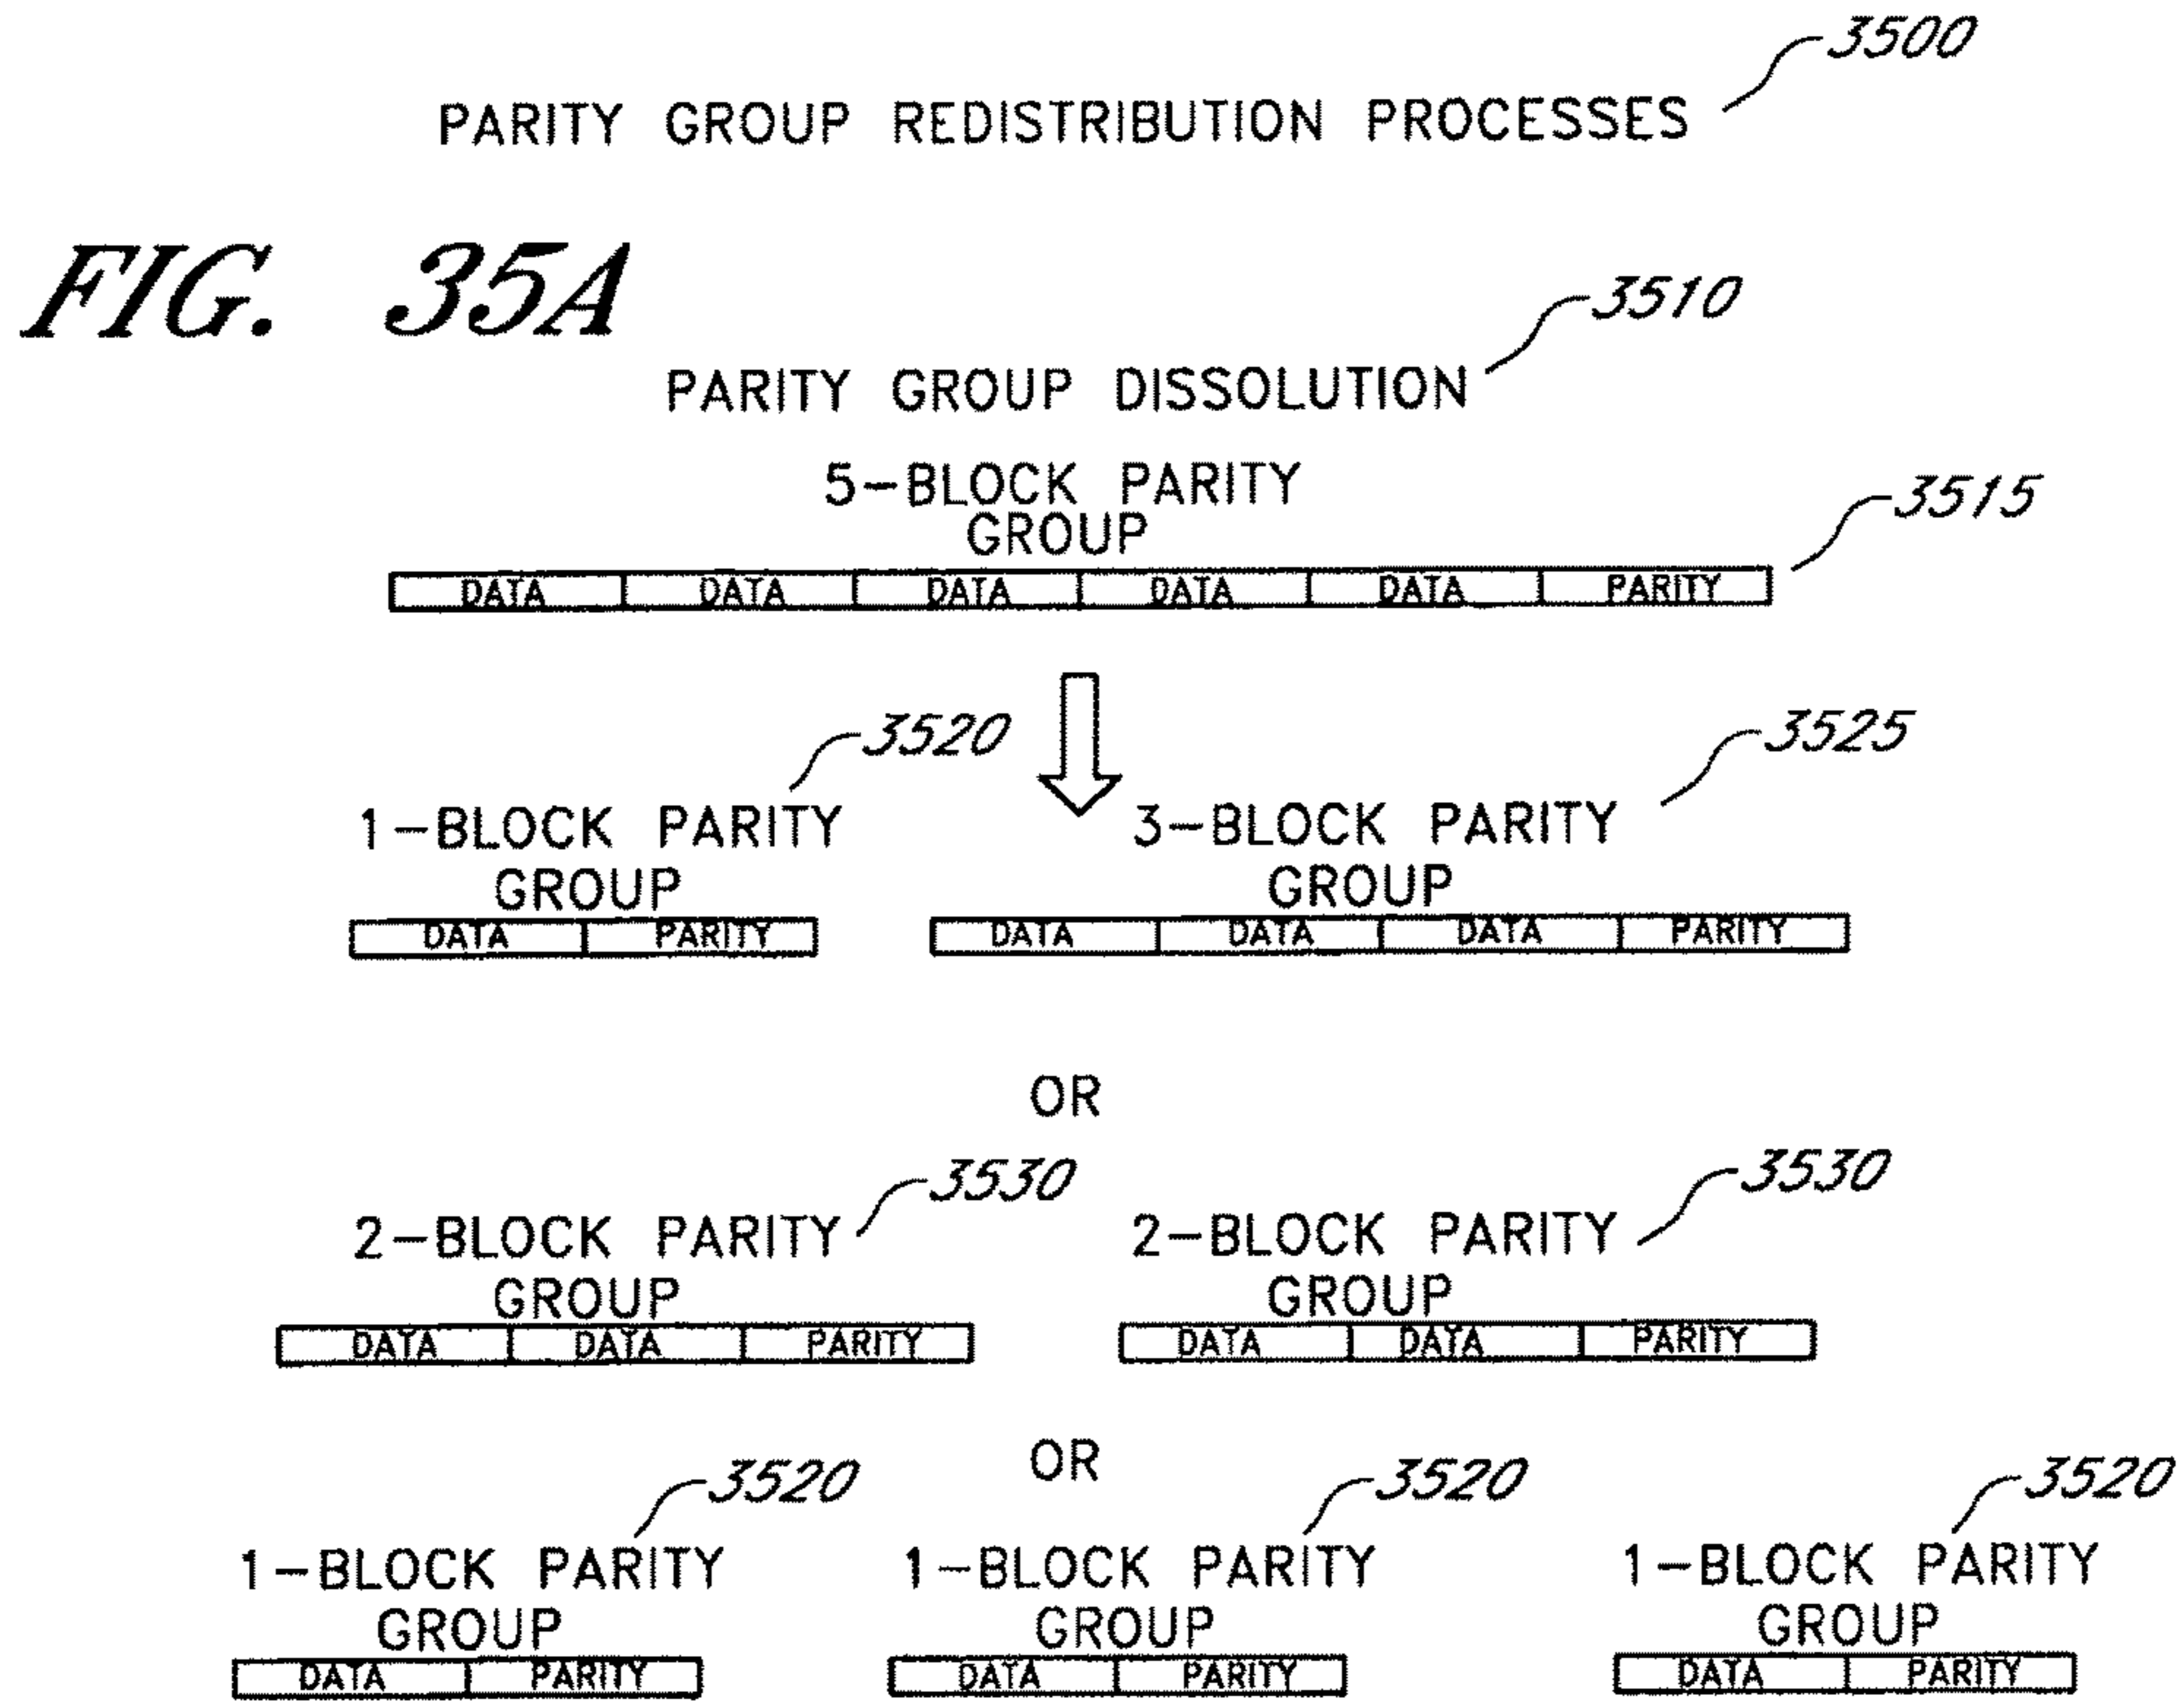 3500
PARITY GROUP REDISTRIBUTION PROCESSES
FIG. 35A
3510
PARITY GROUP DISSOLUTION
5-BLOCK PARITY
GROUP
3515
DATA DATA DATA DATA DATA PARITY
3520
3525
1-BLOCK PARITY
GROUP
DATA PARITY
3-BLOCK PARITY
GROUP
DATA DATA DATA PARITY
OR
3530
2-BLOCK PARITY
GROUP
DATA DATA PARITY
3530
2-BLOCK PARITY
GROUP
DATA DATA PARITY
OR
3520
1-BLOCK PARITY
GROUP
DATA PARITY
3520
1-BLOCK PARITY
GROUP
DATA PARITY
3520
1-BLOCK PARITY
GROUP
DATA PARITY